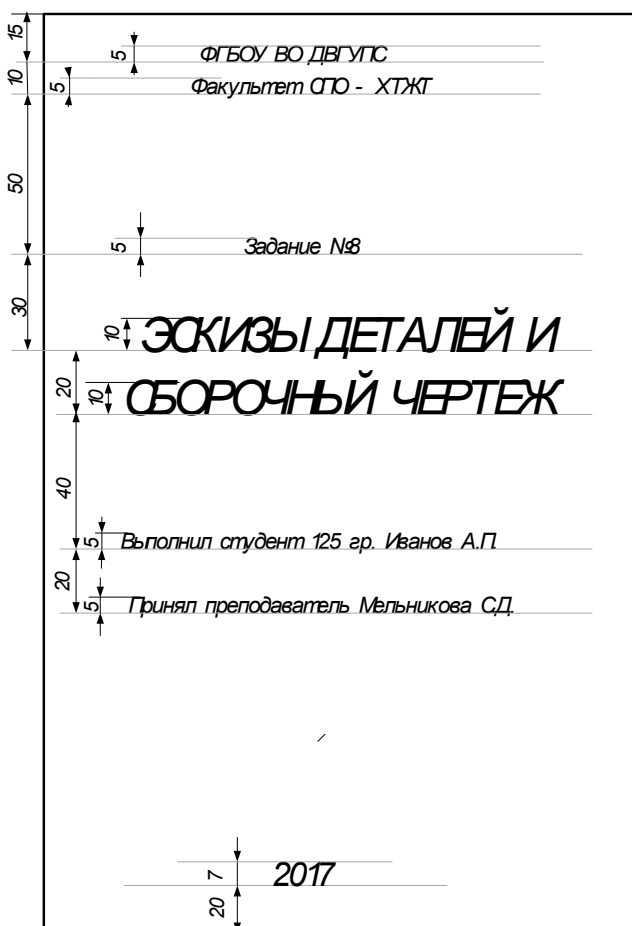 15
5 ФГБОУ ВО ДВГУПС
10 5 Факультет СПО - ХТЖТ
50
5 Задание №8
30
10 ЭСКИЗЫ ДЕТАЛЕЙ И
20
10 СБОРОЧНЫЙ ЧЕРТЕЖ
40
5 Выполнил студент 125 гр. Иванов А.П.
20
5 Принял преподаватель Мельникова С.Д.
7 2017
20